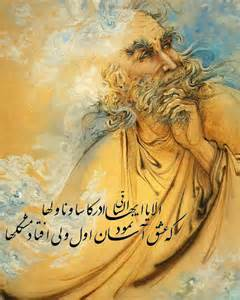 الا یا ایها الساقی ادر کاسا و ناولها
که عشق آسان نمود اول ولی افتاد مشکلها